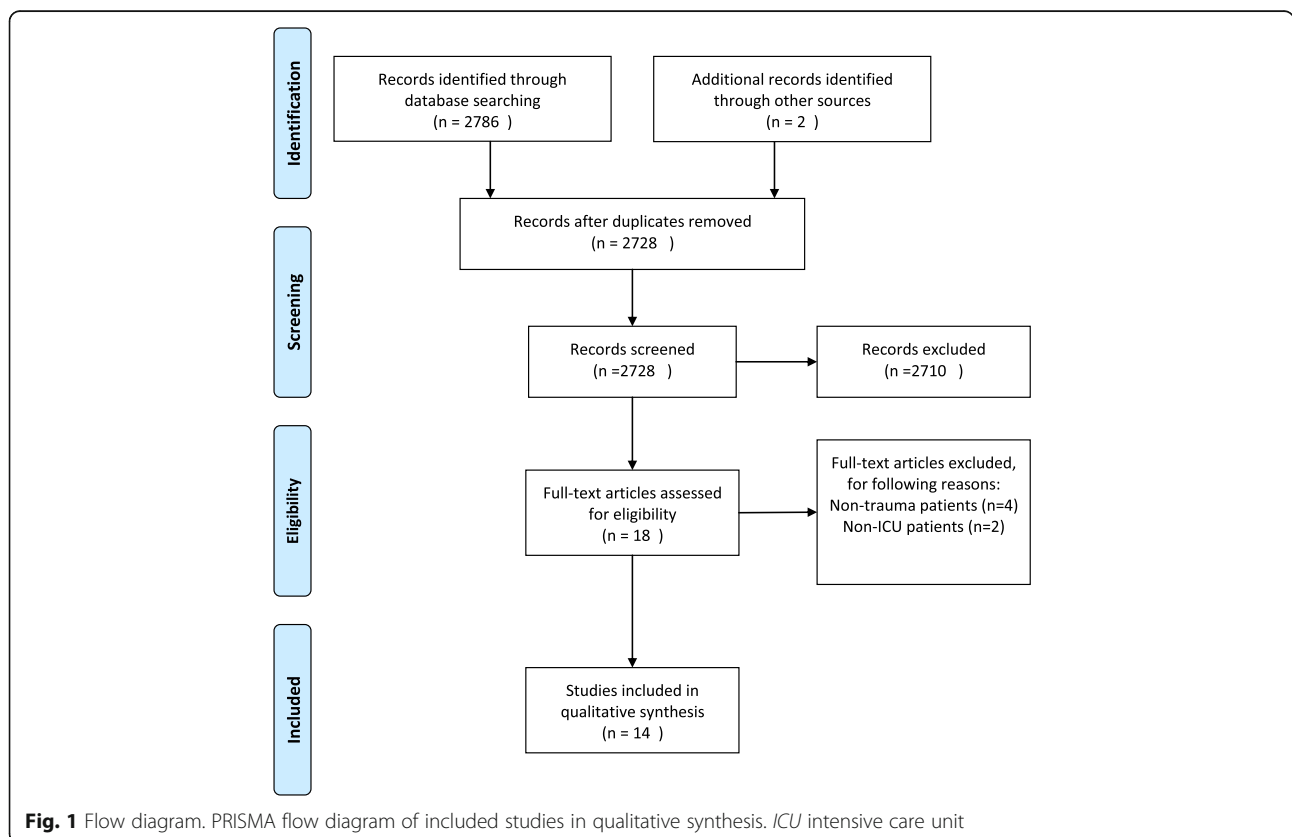 Identification
Records identified through
database searching
(n = 2786 )
Additional records identified
through other sources
(n = 2 )
Records after duplicates removed
(n = 2728 )
Screening
Records screened
(n =2728 )
Records excluded
(n =2710 )
Eligibility
Full-text articles assessed
for eligibility
(n = 18 )
Full-text articles excluded,
for following reasons:
Non-trauma patients (n=4)
Non-ICU patients (n=2)
Included
Studies included in
qualitative synthesis
(n = 14 )
Fig. 1 Flow diagram. PRISMA flow diagram of included studies in qualitative synthesis. ICU intensive care unit